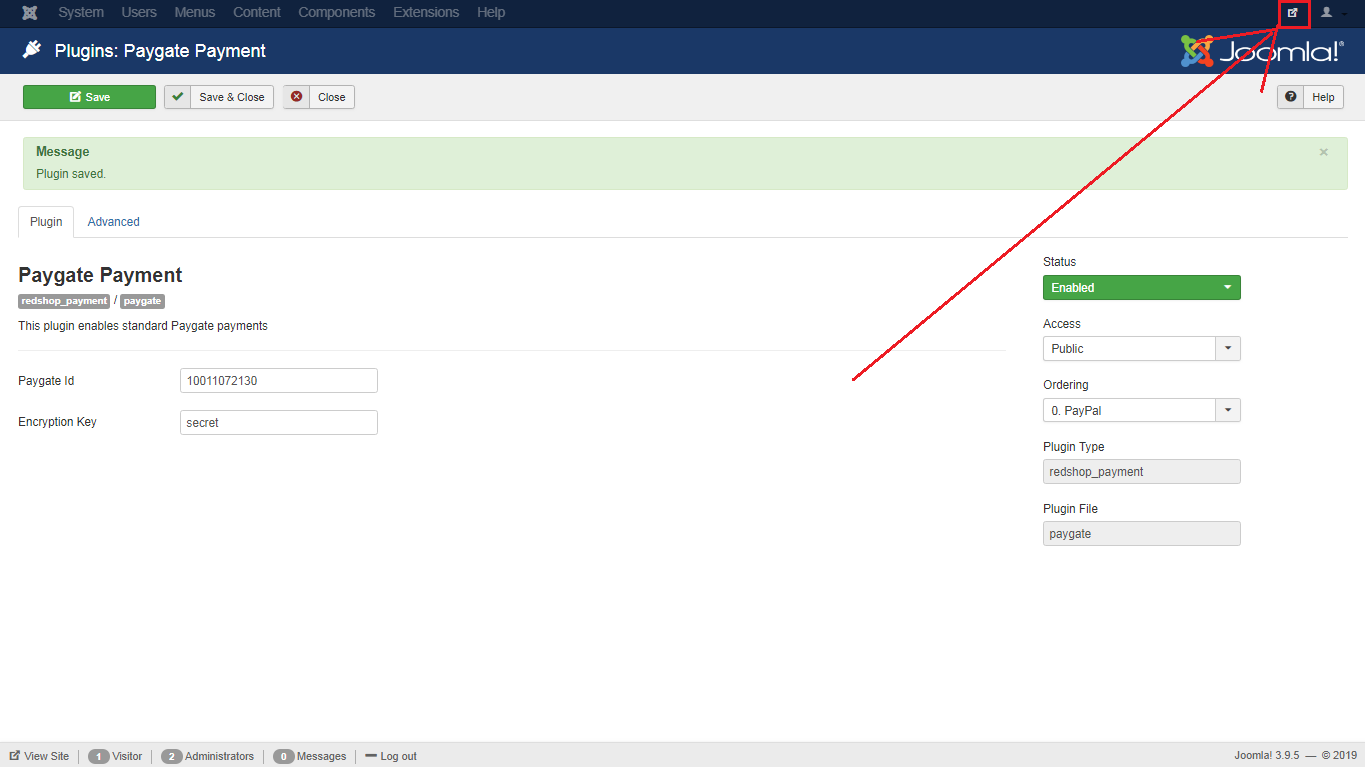 System Users Menus Content Components Extensions Help
Plugins: Paygate Payment
Joomla!®
Save Save & Close Close Help
Message
×
Plugin saved.
Plugin Advanced
Paygate Payment
redshop_payment / paygate
This plugin enables standard Paygate payments
Paygate Id 10011072130
Encryption Key secret
Status
Enabled
Access
Public
Ordering
0. PayPal
Plugin Type
redshop_payment
Plugin File
paygate
View Site 1 Visitor 2 Administrators 0 Messages Log out Joomla! 3.9.5 — © 2019